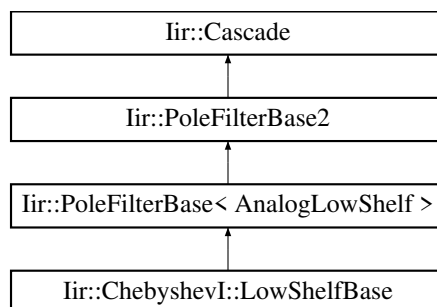 Iir::Cascade
Iir::PoleFilterBase2
Iir::PoleFilterBase< AnalogLowShelf >
Iir::ChebyshevI::LowShelfBase